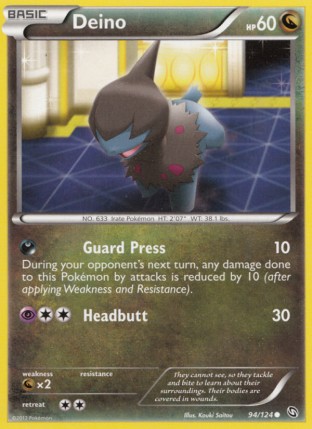 BASIC
Deino
HP60
NO. 633 Irate Pokémon HT: 2'07" WT: 38.1 lbs.
Guard Press 10
During your opponent's next turn, any damage done
to this Pokémon by attacks is reduced by 10 (after
applying Weakness and Resistance).
Headbutt 30
weakness resistance
×2
They cannot see, so they tackle
and bite to learn about their
surroundings. Their bodies are
covered in wounds.
retreat
©2012 Pokémon
Illus. Kouki Saitou
94/124